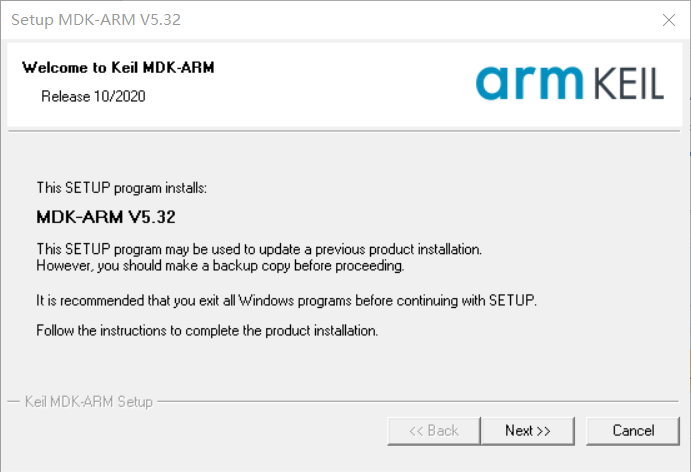 Setup MDK-ARM V5.32
Welcome to Keil MDK-ARM
Release 10/2020
arm KEIL
This SETUP program installs:
MDK-ARM V5.32
This SETUP program may be used to update a previous product installation.
However, you should make a backup copy before proceeding.
It is recommended that you exit all Windows programs before continuing with SETUP.
Follow the instructions to complete the product installation.
Keil MDK-ARM Setup
<< Back
Next >>
Cancel